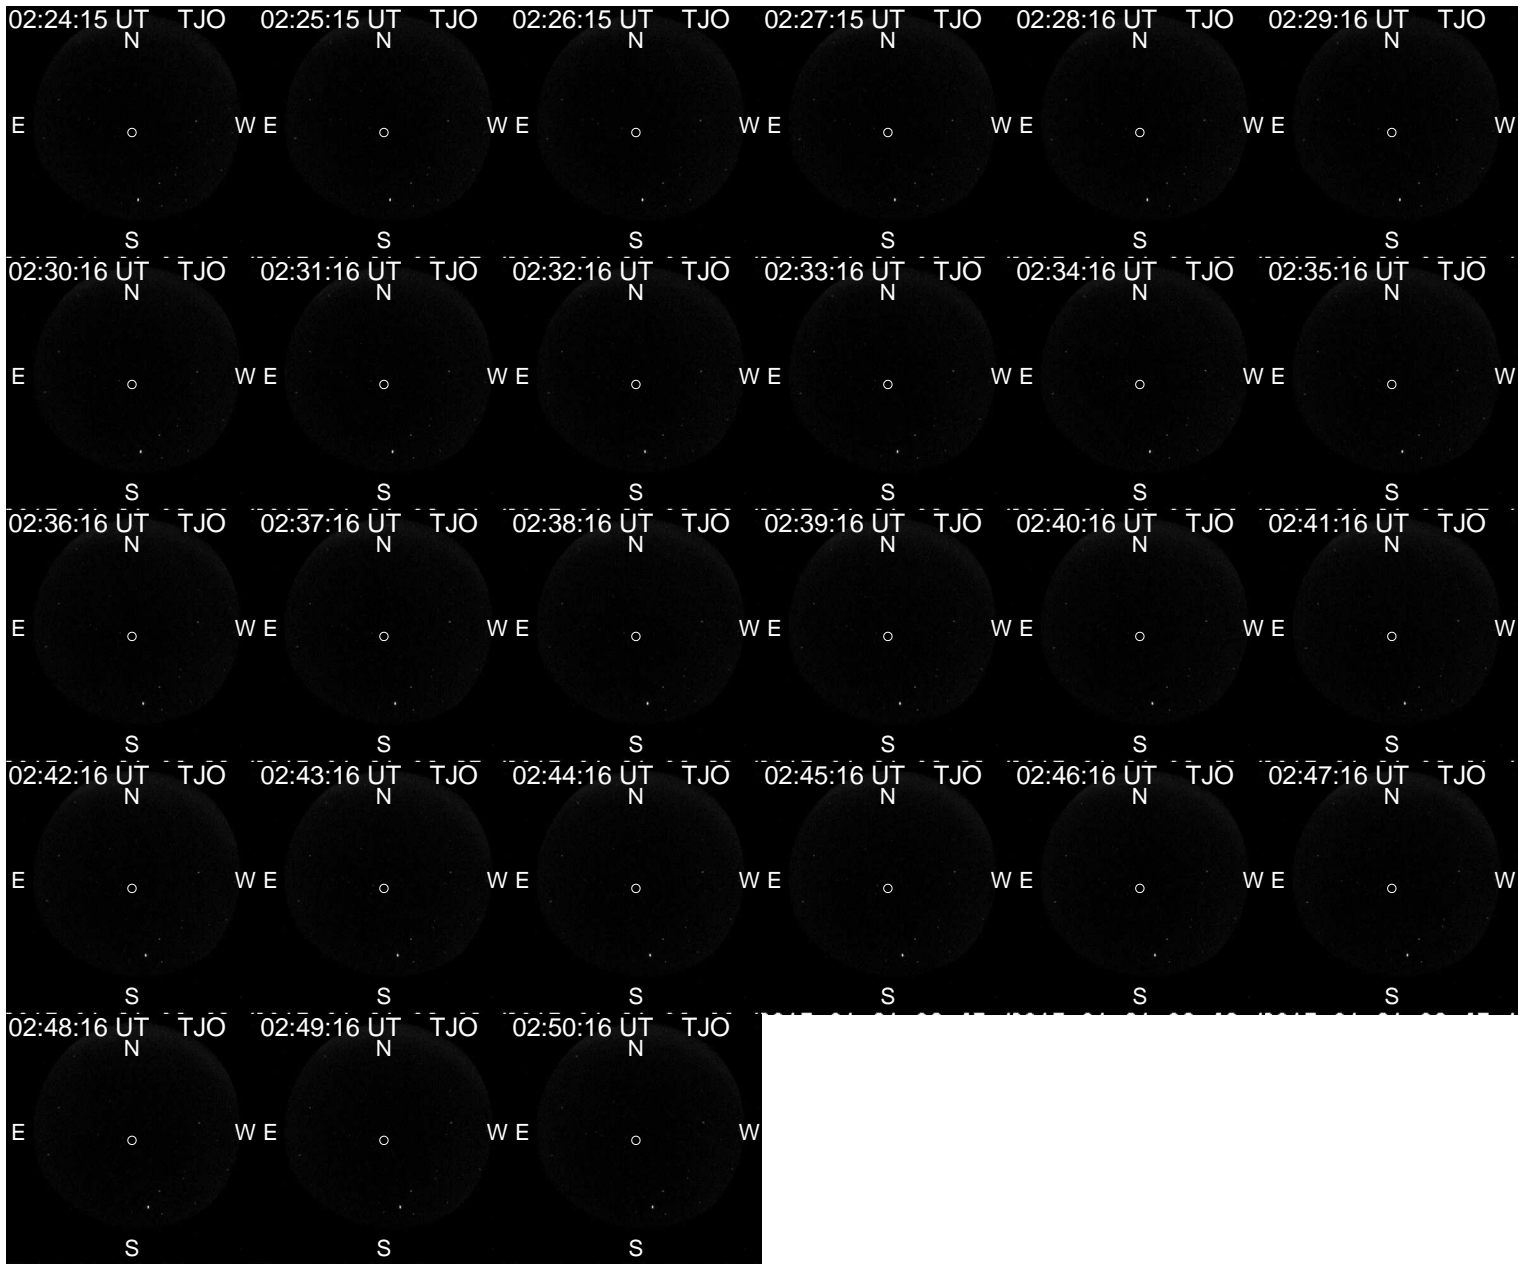 02:24:15 UT TJO 02:25:15 UT TJO 02:26:15 UT TJO 02:27:15 UT TJO 02:28:16 UT TJO 02:29:16 UT TJO
N N N N N N
E W E W E W E W E W E W
S S S S S S
02:30:16 UT TJO 02:31:16 UT TJO 02:32:16 UT TJO 02:33:16 UT TJO 02:34:16 UT TJO 02:35:16 UT TJO
N N N N N N
E W E W E W E W E W E W
S S S S S S
02:36:16 UT TJO 02:37:16 UT TJO 02:38:16 UT TJO 02:39:16 UT TJO 02:40:16 UT TJO 02:41:16 UT TJO
N N N N N N
E W E W E W E W E W E W
S S S S S S
02:42:16 UT TJO 02:43:16 UT TJO 02:44:16 UT TJO 02:45:16 UT TJO 02:46:16 UT TJO 02:47:16 UT TJO
N N N N N N
E W E W E W E W E W E W
S S S S S S
02:48:16 UT TJO 02:49:16 UT TJO 02:50:16 UT TJO
N N N
E W E W E W
S S S